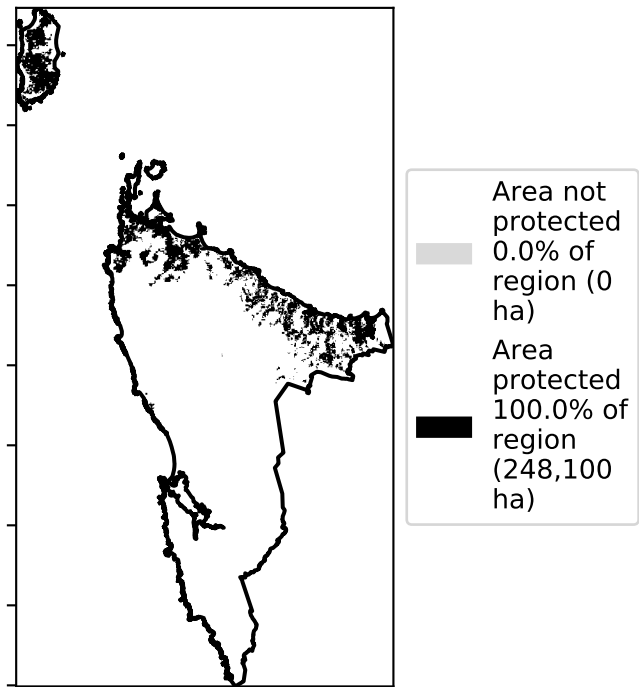 Area not
protected
0.0% of
region (0
ha)
Area
protected
100.0% of
region
(248,100
ha)